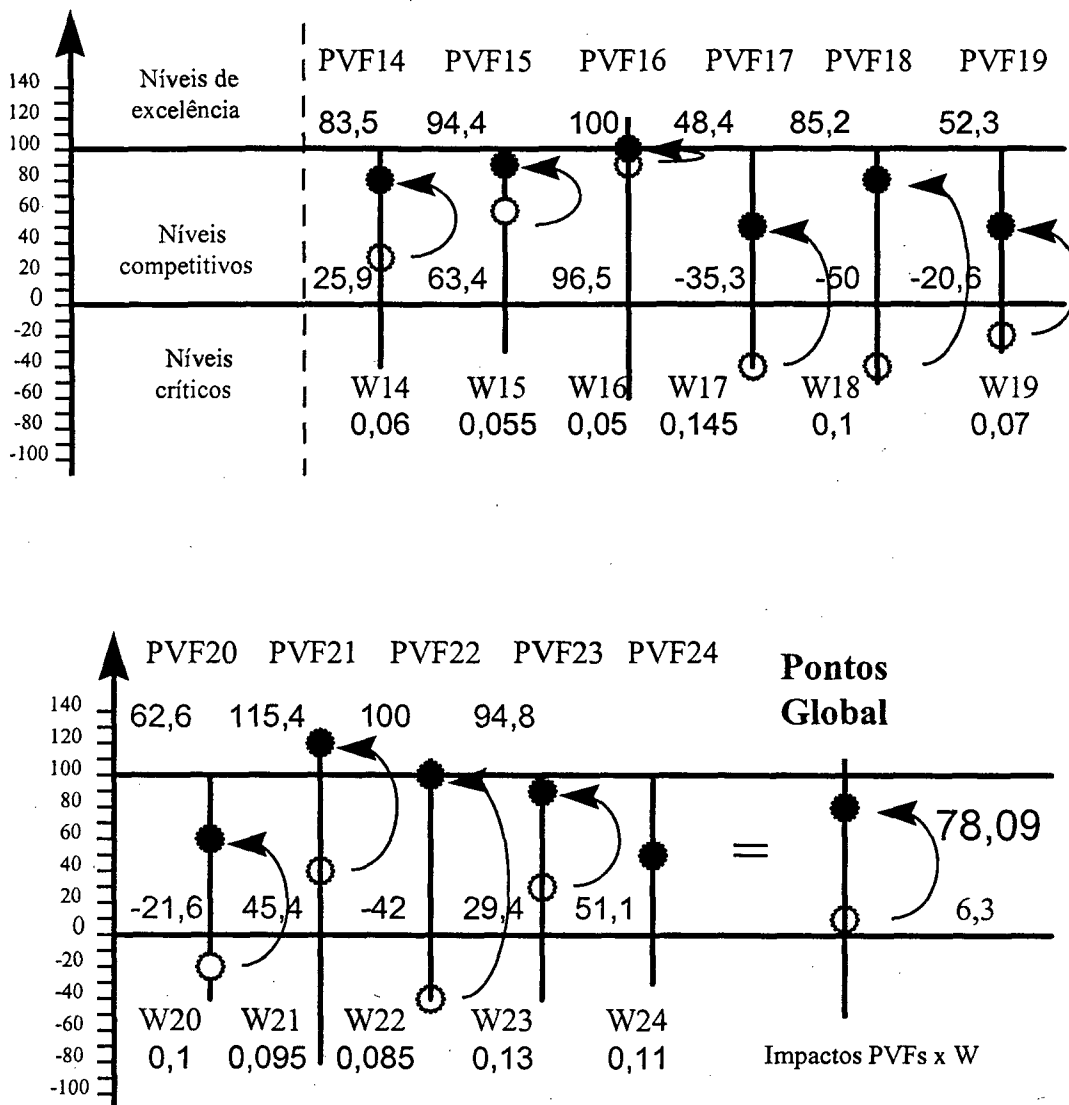 PVF14 PVF15 PVF16 PVF17 PVF18 PVF19
140
120
100
80
60
40
20
0
-20
-40
-60
-80
-100
Níveis de
excelência
83,5 94,4 100 48,4 85,2 52,3
Níveis
competitivos
25,9 63,4 96,5 -35,3 -50 -20,6
Níveis
críticos
W14 W15 W16 W17 W18 W19
0,06 0,055 0,05 0,145 0,1 0,07
PVF20 PVF21 PVF22 PVF23 PVF24
Pontos
Global
140
120
100
80
60
40
20
0
-20
-40
-60
-80
-100
62,6 115,4 100 94,8
= 78,09
-21,6 45,4 -42 29,4 51,1 6,3
W20 W21 W22 W23 W24
0,1 0,095 0,085 0,13 0,11
Impactos PVFs x W